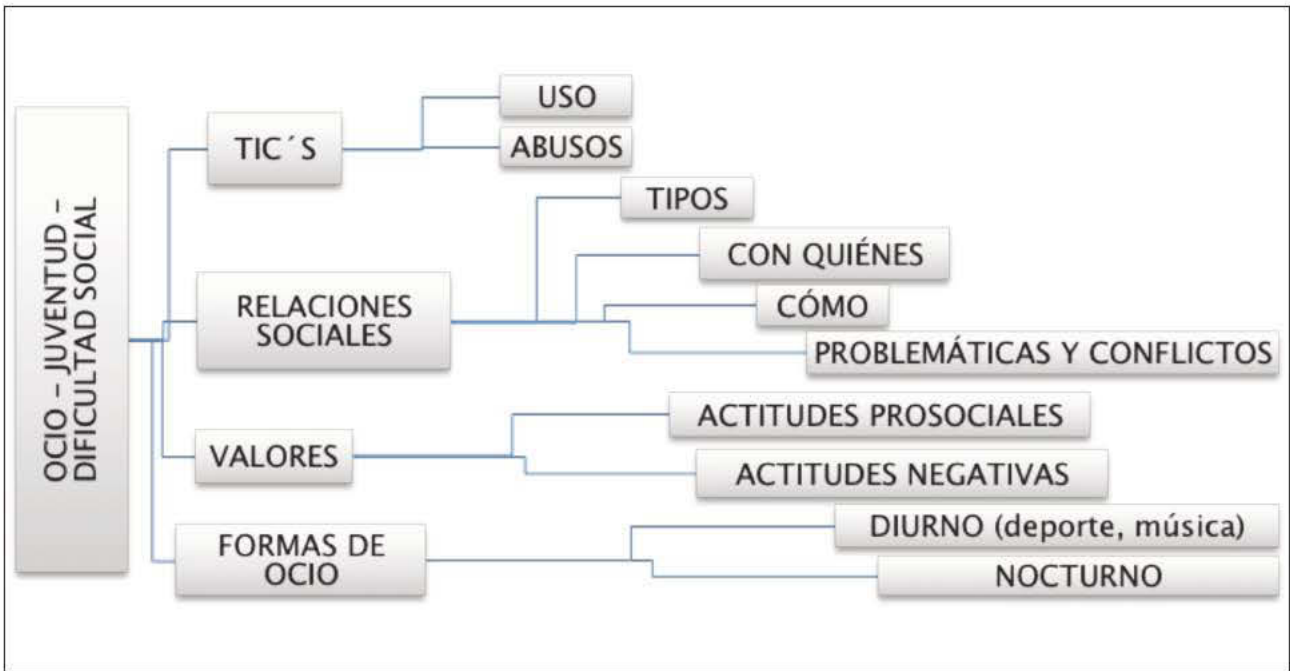 OCIO – JUVENTUD –
DIFICULTAD SOCIAL
TIC´S
USO
ABUSOS
RELACIONES
SOCIALES
TIPOS
CON QUIÉNES
CÓMO
PROBLEMÁTICAS Y CONFLICTOS
VALORES
ACTITUDES PROSOCIALES
ACTITUDES NEGATIVAS
FORMAS DE
OCIO
DIURNO (deporte, música)
NOCTURNO